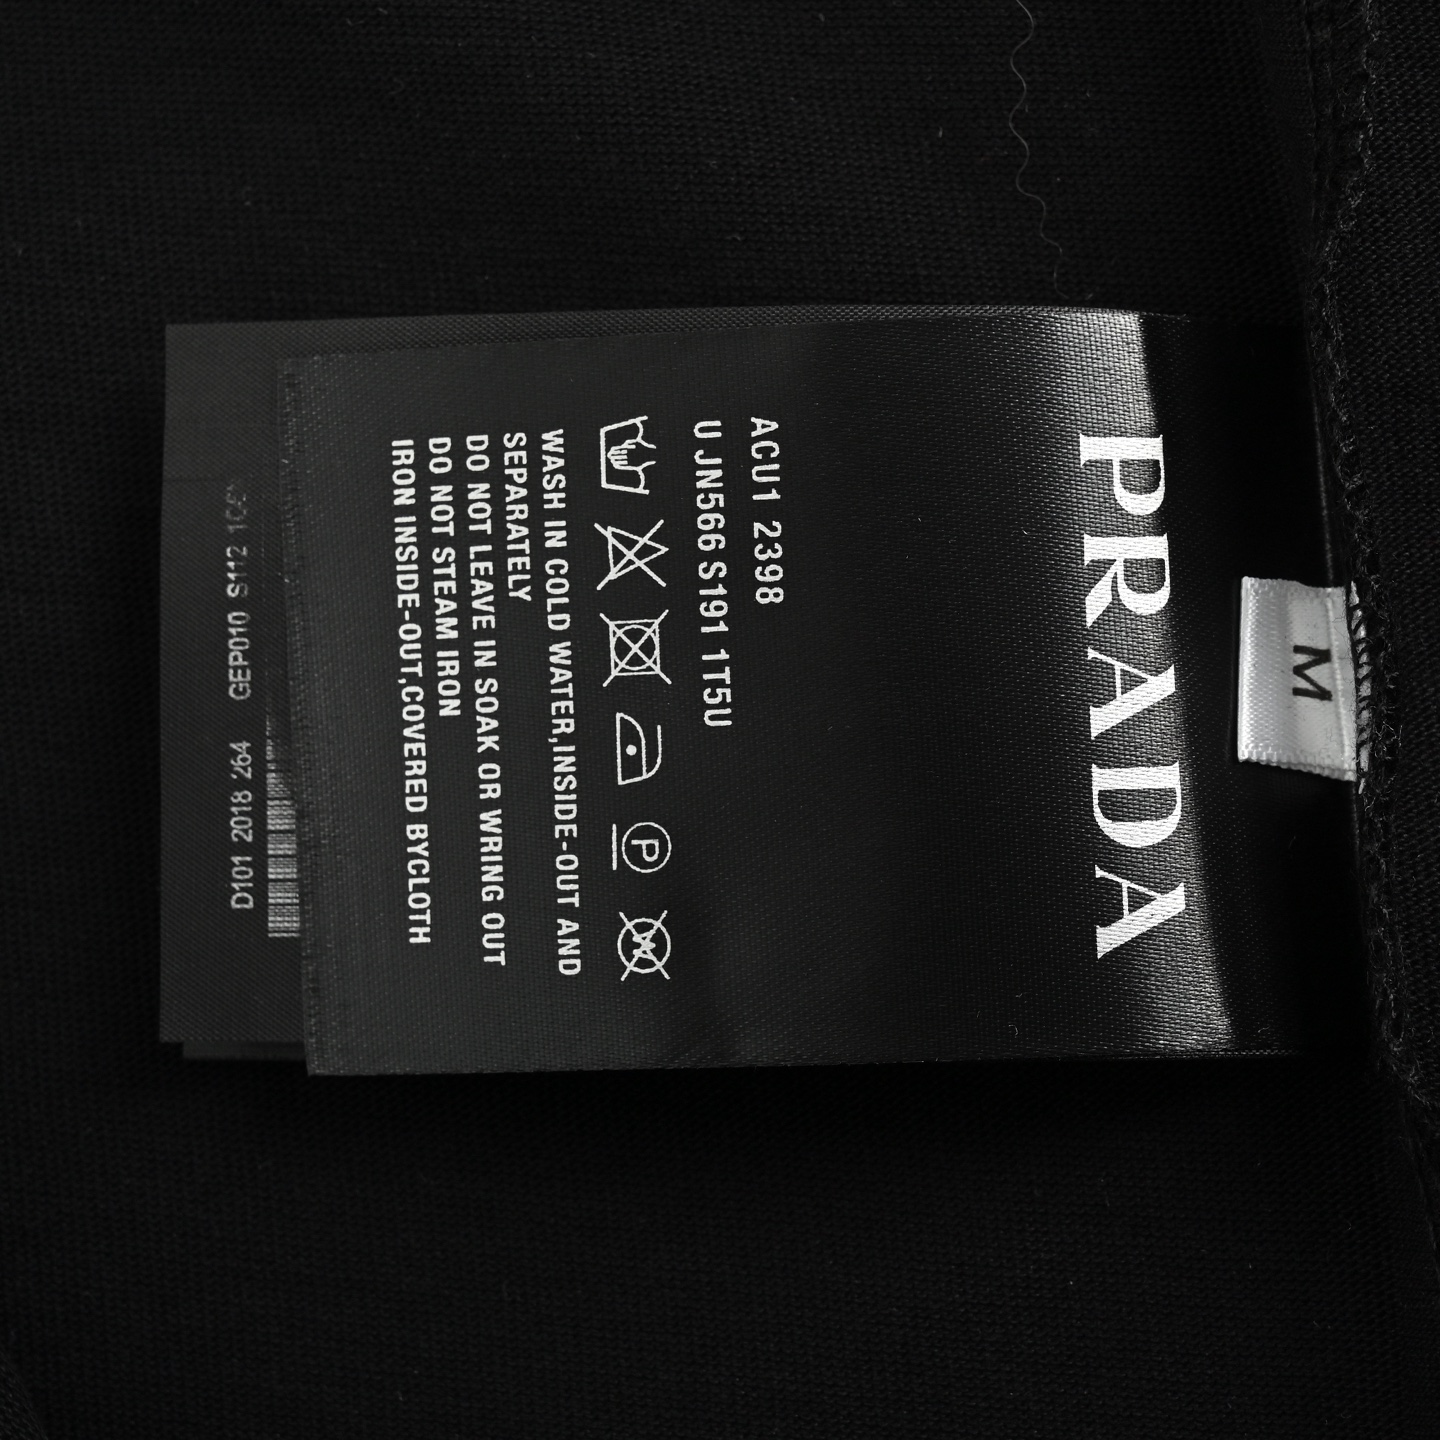 M
PRADA
ACU1 2398
UJN566 S191 1T5U
WASH IN COLD WATER,INSIDE-OUT AND
SEPARATELY
DO NOT LEAVE IN SOAK OR WRING OUT
DO NOT STEAM IRON
IRON INSIDE-OUT,COVERED BYCLOTH
D101 2018 264 GEP010 S112